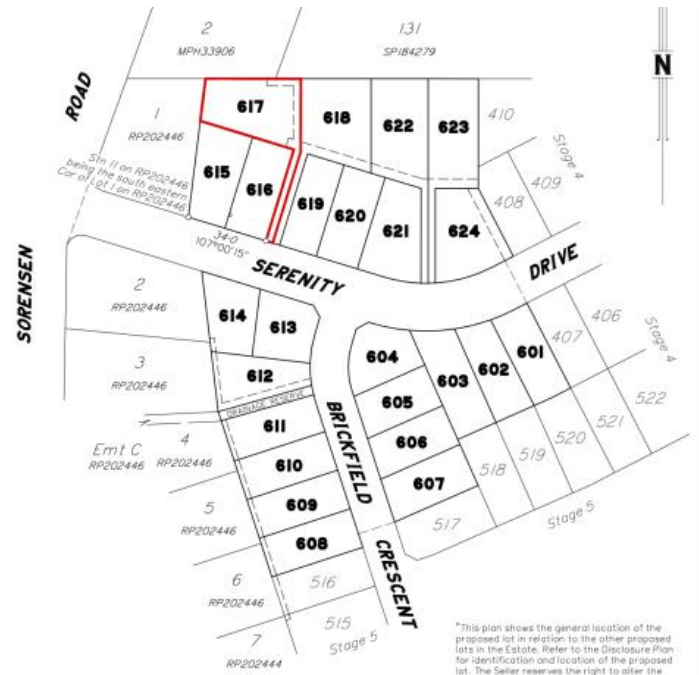 2
MPH33906
131
SP184279
N
ROAD
617
618
622
623
410
1
RP202446
Stn 11 on RP202446
being the south eastern
Cor of Lot 1 on RP202446
615
616
619
620
621
624
Stage 4
409
408
34·0
107°00'15"
SERENITY
DRIVE
SORENSEN
2
RP202446
614
613
604
603
602
601
407
406
Stage 4
3
RP202446
612
DRAINAGE RESERVE
605
522
611
BRICKFIELD
606
521
Emt C
RP202446
4
RP202446
610
607
518
519
520
5
RP202446
609
517
Stage 5
608
CRESCENT
6
RP202446
516
515
Stage 5
7
RP202444
"This plan shows the general location of the
proposed lot in relation to the other proposed
lots in the Estate. Refer to the Disclosure Plan
for identification and location of the proposed
lot. The Seller reserves the right to alter the